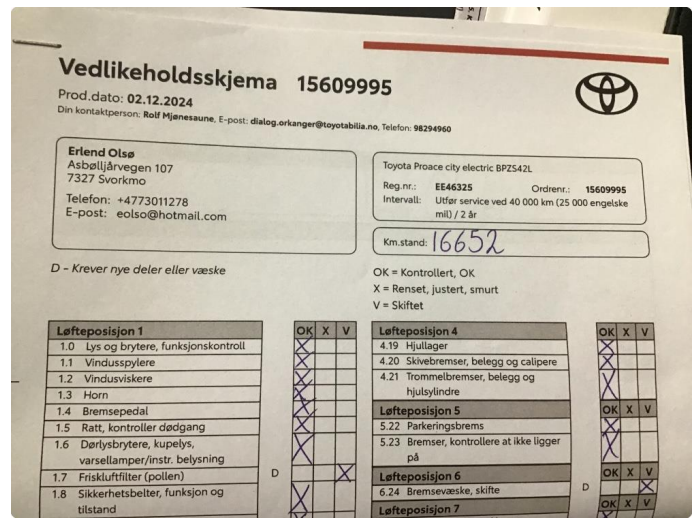 Vedlikeholdsskjema 15609995
Prod.dato: 02.12.2024
Din kontaktperson: Rolf Mjønesaune, E-post: dialog.orkanger@toyotabilia.no, Telefon: 98294960
Erlend Olsø
Asbølljårvegen 107
7327 Svorkmo
Telefon: +4773011278
E-post: eolso@hotmail.com
Toyota Proace city electric BPZS42L
Reg.nr.: EE46325 Ordrenr.: 15609995
Intervall: Utfør service ved 40 000 km (25 000 engelske
mil) / 2 år
Km.stand: 16652
D - Krever nye deler eller væske
OK = Kontrollert, OK
X = Renset, justert, smurt
V = Skiftet
Løfteposisjon 1 OK X V
1.0 Lys og brytere, funksjonskontroll X
1.1 Vindusspylere X
1.2 Vindusviskere X
1.3 Horn X
1.4 Bremsepedal X
1.5 Ratt, kontroller dødgang X
1.6 Dørlysbrytere, kupelys, X
varsellamper/instr. belysning
1.7 Friskluftfilter (pollen) D X
1.8 Sikkerhetsbelter, funksjon og X
tilstand
Løfteposisjon 4 OK X V
4.19 Hjullager X
4.20 Skivebremser, belegg og calipere X
4.21 Trommelbremser, belegg og X
hjulsylindre
Løfteposisjon 5 OK X V
5.22 Parkeringsbrems X
5.23 Bremser, kontrollere at ikke ligger X
på
Løfteposisjon 6 OK X V
6.24 Bremsevæske, skifte D X
Løfteposisjon 7 OK X V